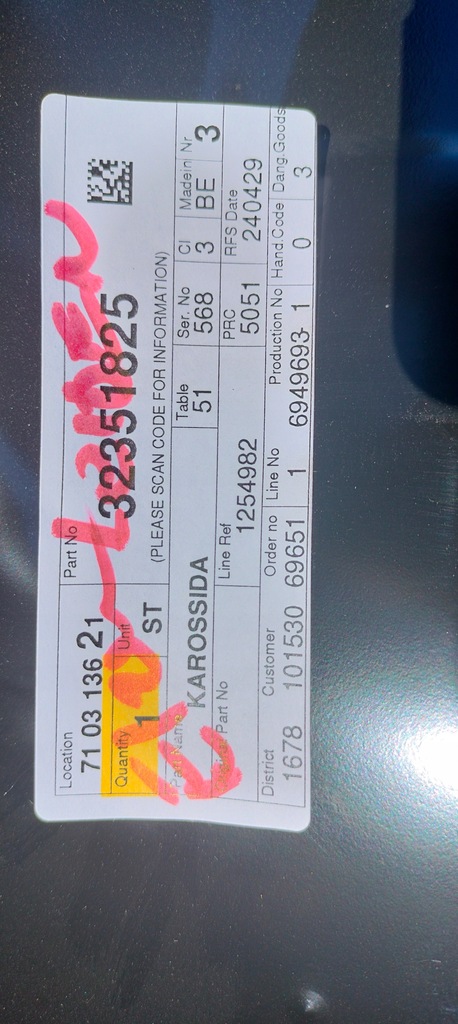 Location Part No
71 03 136 21 32351825
Quantity Unit (PLEASE SCAN CODE FOR INFORMATION)
1 ST
Part Name Table Ser. No Cl Madein Nr
KAROSSIDA 51 568 3 BE 3
Part No Line Ref PRC RFS Date
1254982 5051 240429
District Customer Order no Line No Production No Hand.Code Dang.Goods
1678 101530 69651 1 6949693 1 0 3